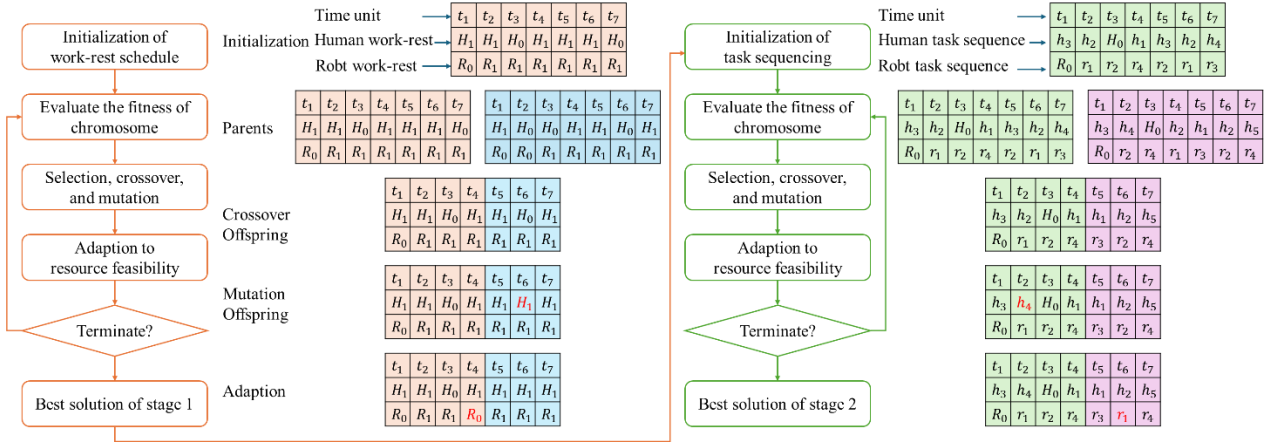 Initialization of
work-rest schedule
Evaluate the fitness of
chromosome
Selection, crossover,
and mutation
Adaption to
resource feasibility
Terminate?
Best solution of stage 1
Initialization
Time unit
Human work-rest
Robt work-rest
t₁ t₂ t₃ t₄ t₅ t₆ t₇
H₁ H₁ H₀ H₁ H₁ H₁ H₀
R₀ R₁ R₁ R₁ R₁ R₁ R₁
Parents
t₁ t₂ t₃ t₄ t₅ t₆ t₇
H₁ H₁ H₀ H₁ H₁ H₁ H₀
R₀ R₁ R₁ R₁ R₁ R₁ R₁
t₁ t₂ t₃ t₄ t₅ t₆ t₇
H₁ H₀ H₀ H₁ H₁ H₀ H₁
R₀ R₀ R₁ R₁ R₁ R₁ R₁
Crossover
Offspring
t₁ t₂ t₃ t₄ t₅ t₆ t₇
H₁ H₁ H₀ H₁ H₁ H₀ H₁
R₀ R₁ R₁ R₁ R₁ R₁ R₁
Mutation
Offspring
t₁ t₂ t₃ t₄ t₅ t₆ t₇
H₁ H₁ H₀ H₁ H₁ H₁ H₁
R₀ R₁ R₁ R₁ R₁ R₁ R₁
Adaption
t₁ t₂ t₃ t₄ t₅ t₆ t₇
H₁ H₁ H₀ H₁ H₁ H₁ H₁
R₀ R₁ R₁ R₀ R₁ R₁ R₁
Initialization of
task sequencing
Evaluate the fitness of
chromosome
Selection, crossover,
and mutation
Adaption to
resource feasibility
Terminate?
Best solution of stage 2
Time unit
Human task sequence
Robt task sequence
t₁ t₂ t₃ t₄ t₅ t₆ t₇
h₃ h₂ H₀ h₁ h₃ h₂ h₄
R₀ r₁ r₂ r₄ r₂ r₁ r₃
t₁ t₂ t₃ t₄ t₅ t₆ t₇
h₃ h₂ H₀ h₁ h₃ h₂ h₄
R₀ r₁ r₂ r₄ r₂ r₁ r₃
t₁ t₂ t₃ t₄ t₅ t₆ t₇
h₃ h₄ H₀ h₂ h₁ h₂ h₅
R₀ r₂ r₄ r₁ r₃ r₂ r₄
t₁ t₂ t₃ t₄ t₅ t₆ t₇
h₃ h₂ H₀ h₁ h₁ h₂ h₅
R₀ r₁ r₂ r₄ r₃ r₂ r₄
t₁ t₂ t₃ t₄ t₅ t₆ t₇
h₃ h₄ H₀ h₁ h₁ h₂ h₅
R₀ r₁ r₂ r₄ r₃ r₂ r₄
t₁ t₂ t₃ t₄ t₅ t₆ t₇
h₃ h₄ H₀ h₁ h₁ h₂ h₅
R₀ r₁ r₂ r₄ r₃ r₁ r₄